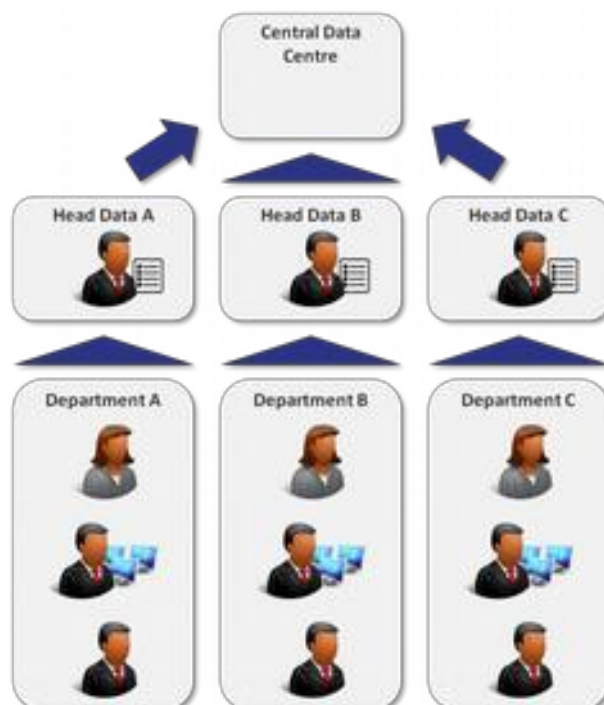 Central Data
Centre
Head Data A
Head Data B
Head Data C
Department A
Department B
Department C